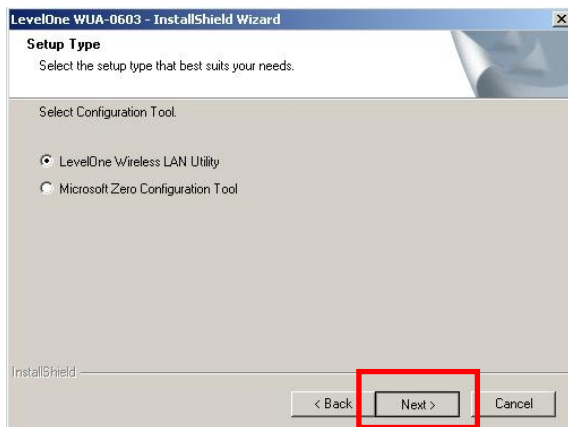 LevelOne WUA-0603 - InstallShield Wizard
Setup Type
Select the setup type that best suits your needs.
Select Configuration Tool.
LevelOne Wireless LAN Utility
Microsoft Zero Configuration Tool
InstallShield
< Back
Next >
Cancel